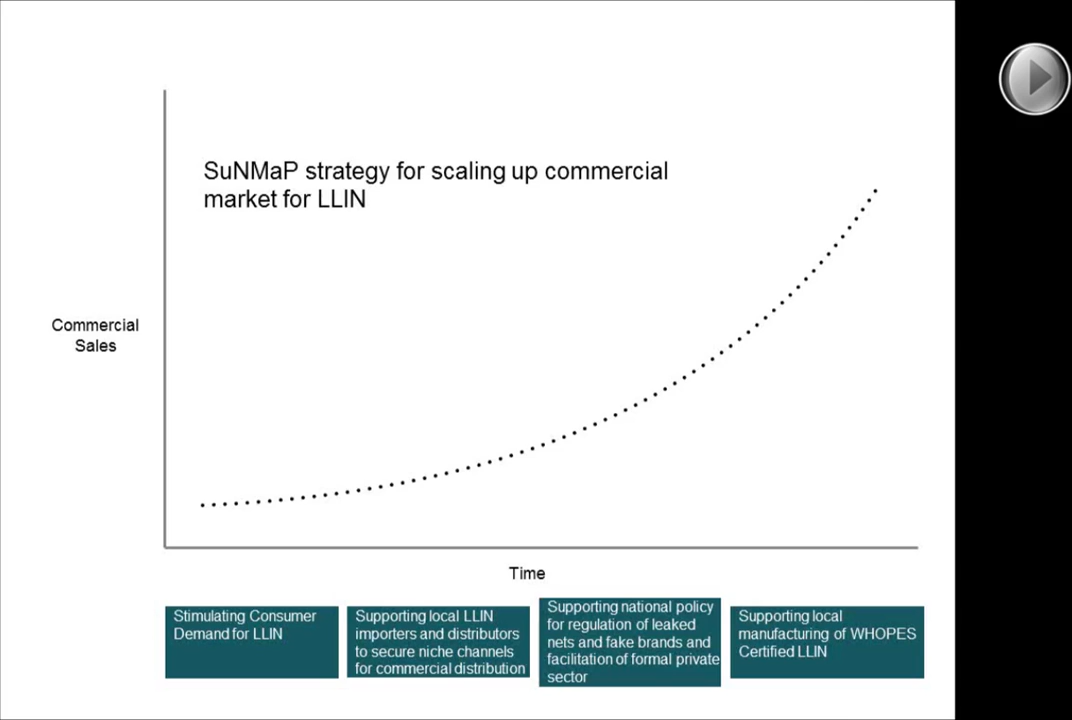 SuNMaP strategy for scaling up commercial
market for LLIN
Commercial
Sales
Time
Stimulating Consumer
Demand for LLIN
Supporting local LLIN
importers and distributors
to secure niche channels
for commercial distribution
Supporting national policy
for regulation of leaked
nets and fake brands and
facilitation of formal private
sector
Supporting local
manufacturing of WHOPES
Certified LLIN